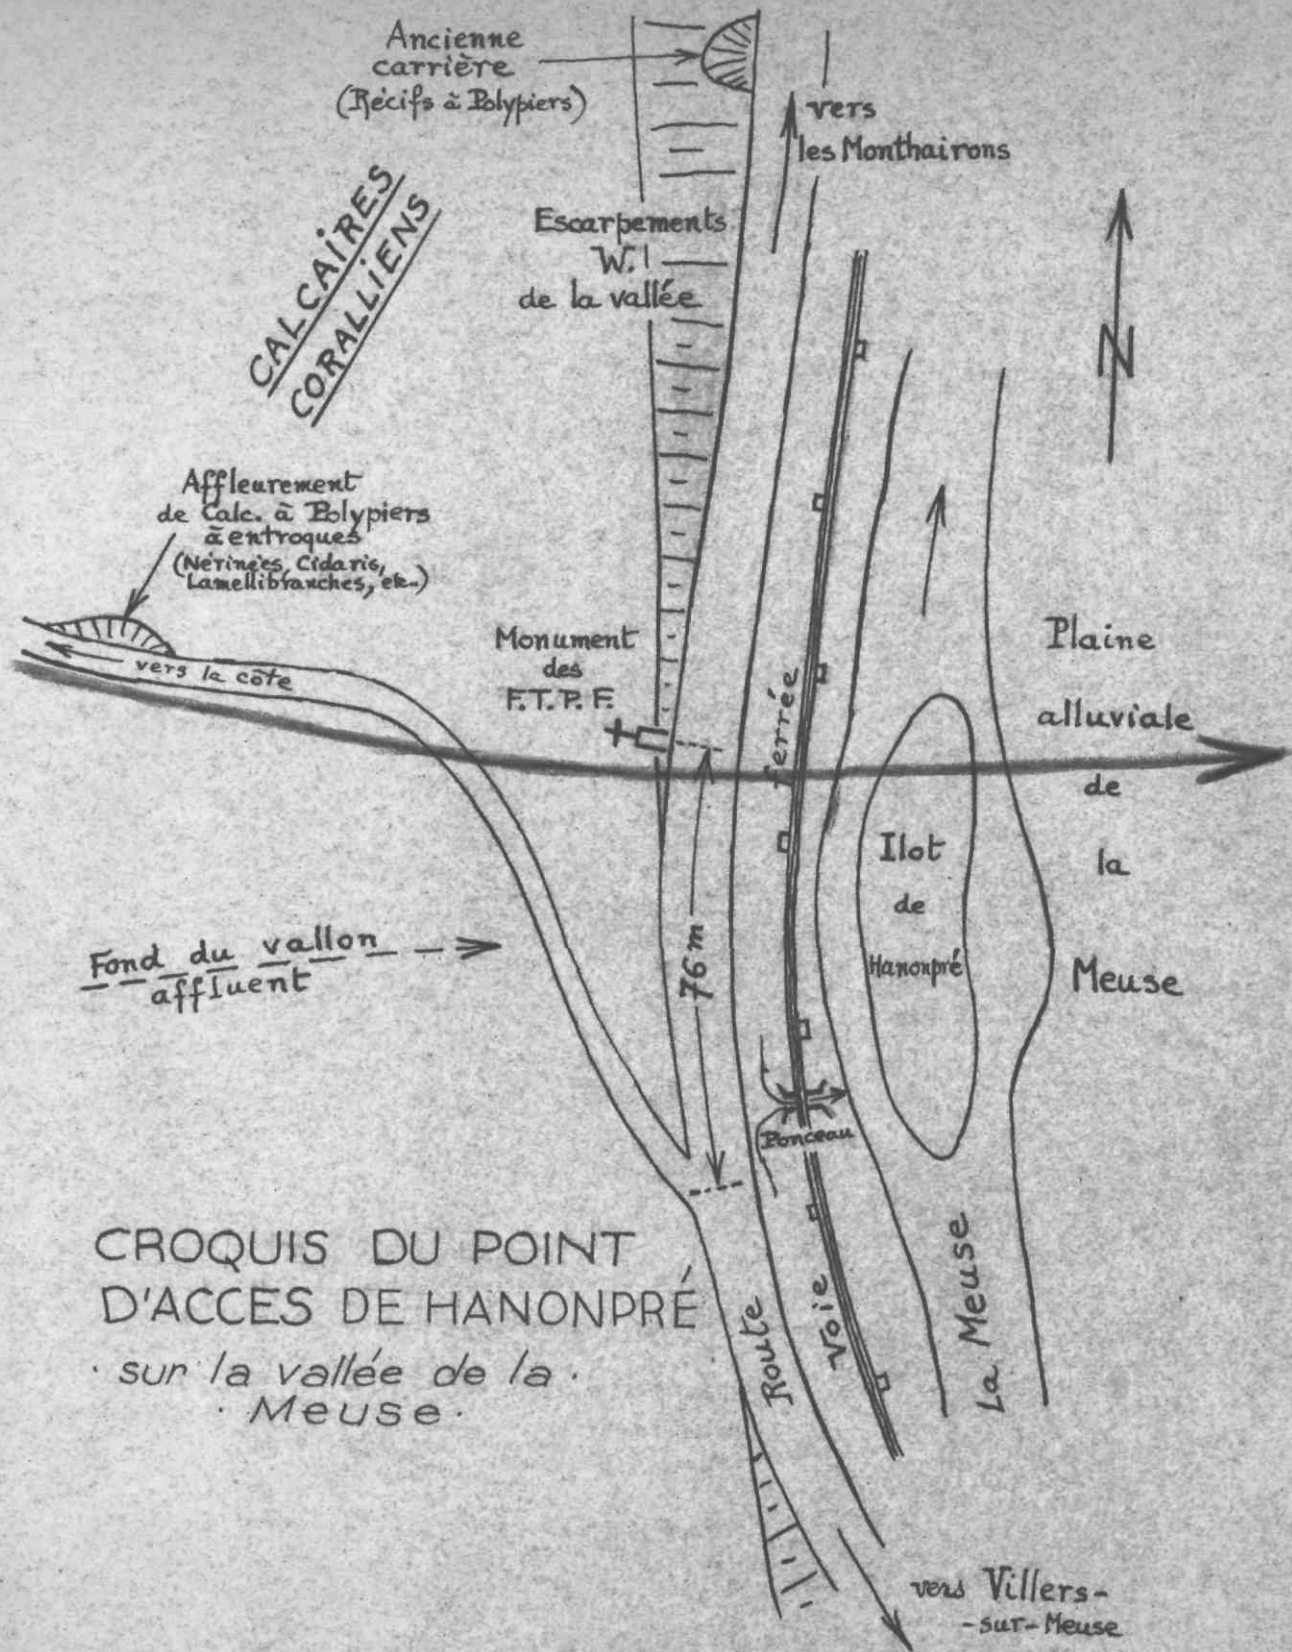 Ancienne
carrière
(Récifs à Polypiers)
vers
les Monthairons
CALCAIRES
CORALLIENS
Escarpements
W.
de la vallée
N
Affleurement
de Calc. à Polypiers
à entroques
(Nérinées, Cidaris,
Lamellibranches, etc.)
vers la côte
Monument
des
F.T.P.F.
Plaine
alluviale
de
la
Meuse
Ilot
de
Hanonpré
Fond du vallon
affluent
76m
Ponceau
Voie ferrée
Route
La Meuse
CROQUIS DU POINT
D'ACCES DE HANONPRÉ
· sur la vallée de la ·
· Meuse ·
vers Villers-
-sur-Meuse